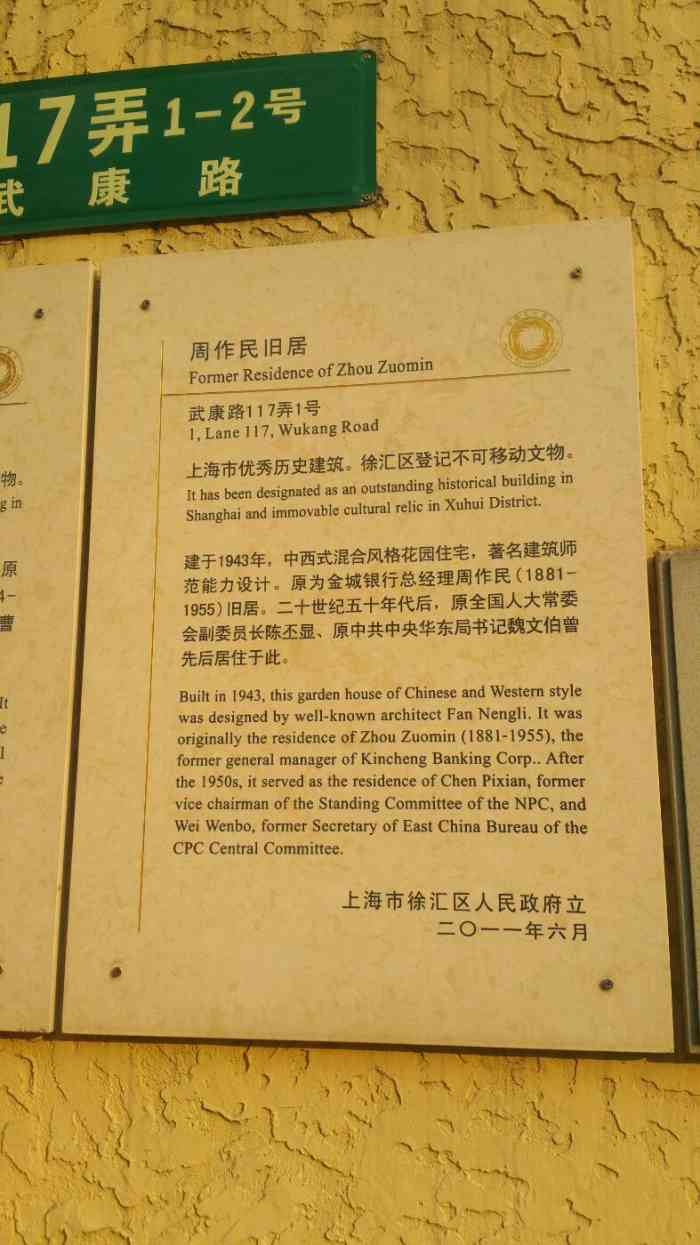 17弄1-2号
武康路
周作民旧居
Former Residence of Zhou Zuomin
武康路117弄1号
1, Lane 117, Wukang Road
上海市优秀历史建筑。徐汇区登记不可移动文物。
It has been designated as an outstanding historical building in
Shanghai and immovable cultural relic in Xuhui District.
建于1943年，中西式混合风格花园住宅，著名建筑师
范能力设计。原为金城银行总经理周作民(1881-
1955)旧居。二十世纪五十年代后，原全国人大常委
会副委员长陈丕显、原中共中央华东局书记魏文伯曾
先后居住于此。
Built in 1943, this garden house of Chinese and Western style
was designed by well-known architect Fan Nengli. It was
originally the residence of Zhou Zuomin (1881-1955), the
former general manager of Kincheng Banking Corp.. After
the 1950s, it served as the residence of Chen Pixian, former
vice chairman of the Standing Committee of the NPC, and
Wei Wenbo, former Secretary of East China Bureau of the
CPC Central Committee.
上海市徐汇区人民政府立
二〇一一年六月
物。
g in
原
4-
曹
It
e
l
e